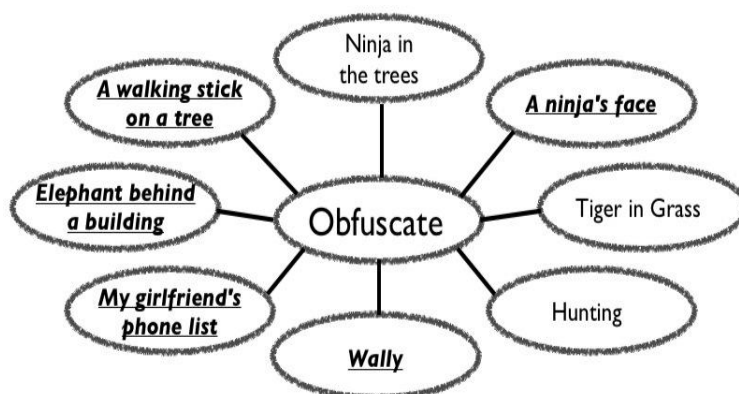 Ninja in
the trees
A walking stick
on a tree
A ninja's face
Elephant behind
a building
Obfuscate
Tiger in Grass
My girlfriend's
phone list
Hunting
Wally